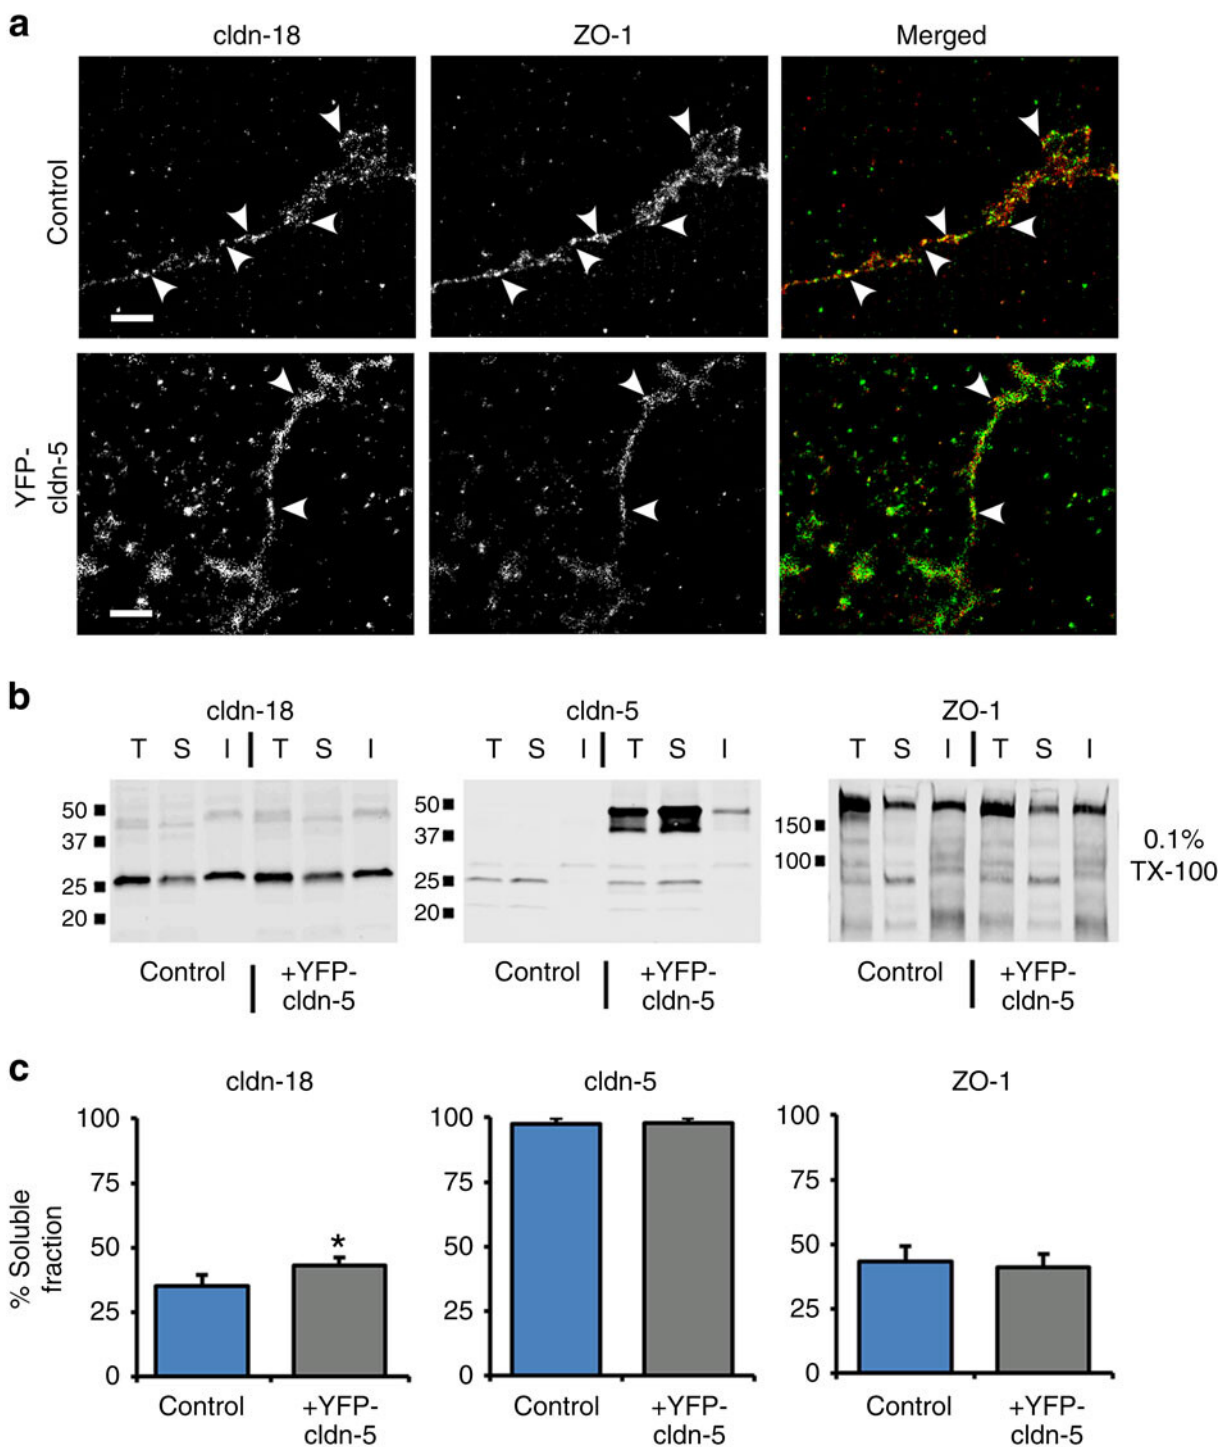 a
cldn-18 ZO-1 Merged
Control
YFP-
cldn-5
b
cldn-18 cldn-5 ZO-1
T S I T S I T S I T S I T S I T S I
50
37
25
20
50
37
25
20
150
100
0.1%
TX-100
Control +YFP-
cldn-5
Control +YFP-
cldn-5
Control +YFP-
cldn-5
c
cldn-18 cldn-5 ZO-1
% Soluble
fraction
100
75
50
25
0
*
Control +YFP-
cldn-5
100
75
50
25
0
Control +YFP-
cldn-5
100
75
50
25
0
Control +YFP-
cldn-5